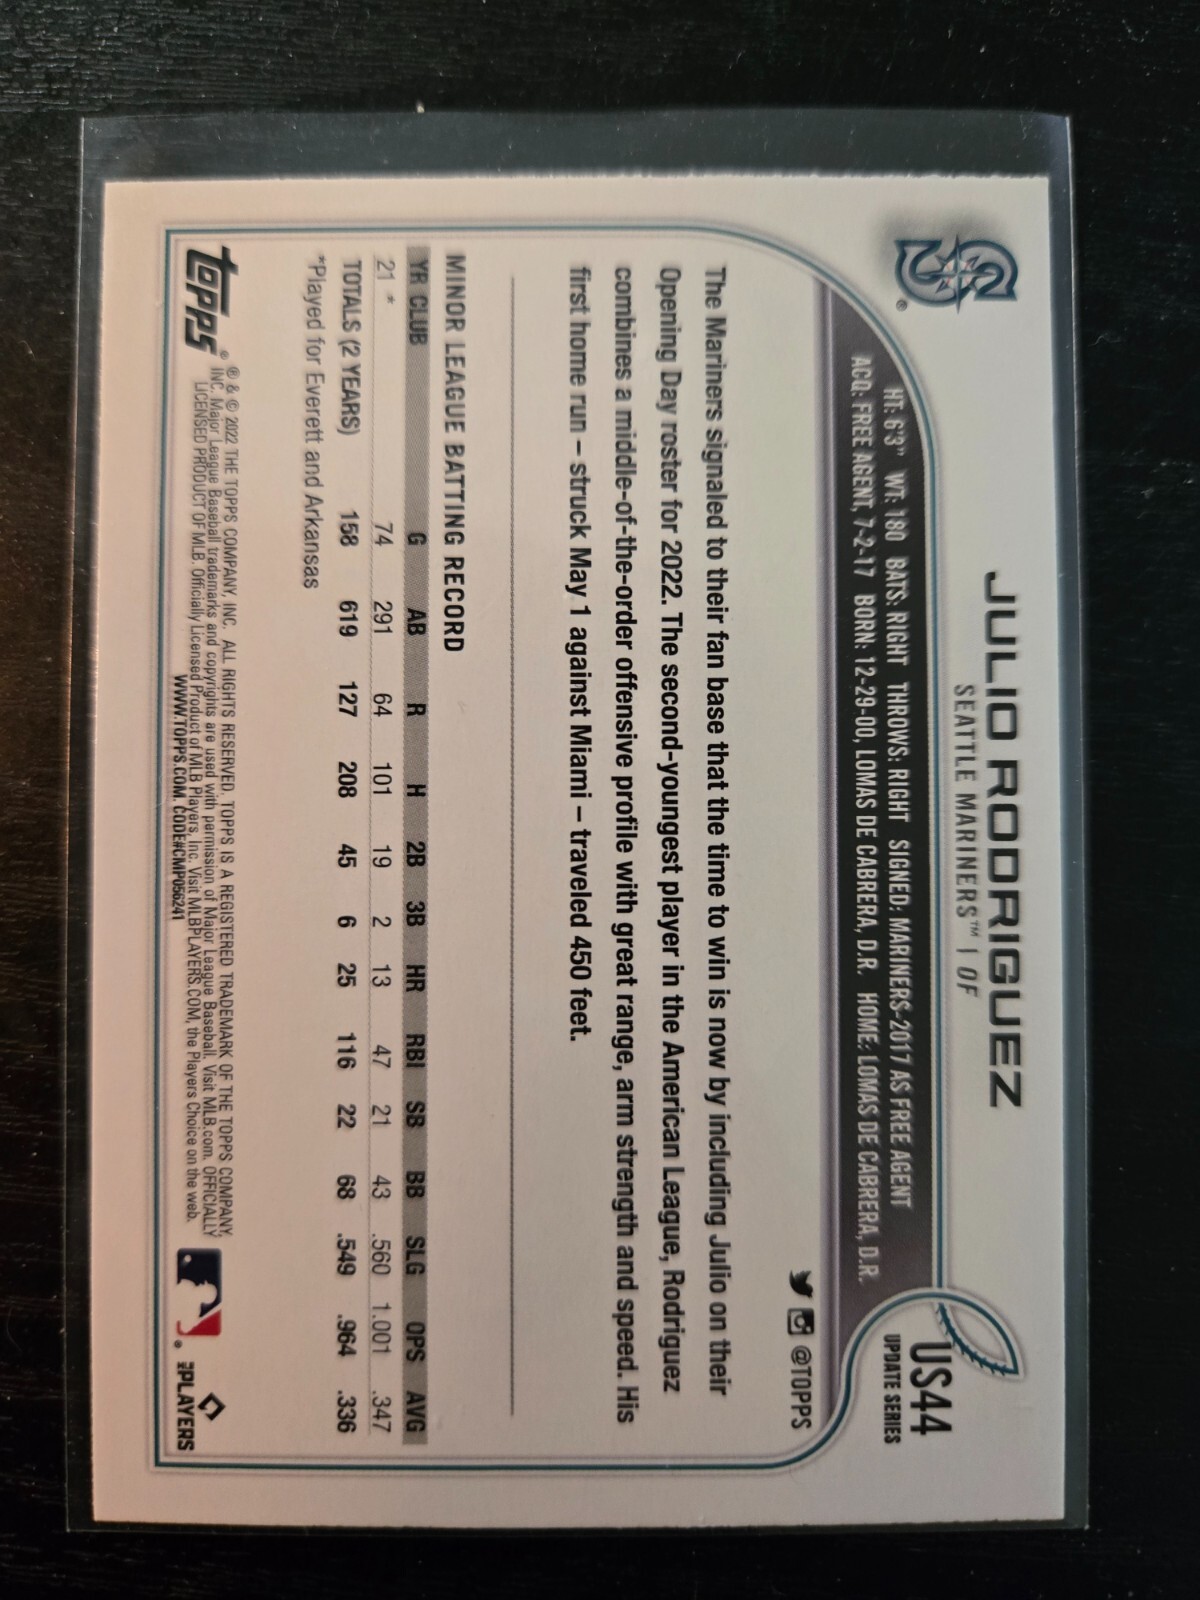 JULIO RODRIGUEZ
SEATTLE MARINERS™ | OF
US44
UPDATE SERIES
S
®
HT: 6'3" WT: 180 BATS: RIGHT THROWS: RIGHT SIGNED: MARINERS-2017 AS FREE AGENT
ACQ: FREE AGENT, 7-2-17 BORN: 12-29-00, LOMAS DE CABRERA, D.R. HOME: LOMAS DE CABRERA, D.R.
@TOPPS
The Mariners signaled to their fan base that the time to win is now by including Julio on their
Opening Day roster for 2022. The second-youngest player in the American League, Rodriguez
combines a middle-of-the-order offensive profile with great range, arm strength and speed. His
first home run – struck May 1 against Miami – traveled 450 feet.
MINOR LEAGUE BATTING RECORD
YR CLUB G AB R H 2B 3B HR RBI SB BB SLG OPS AVG
21 * 74 291 64 101 19 2 13 47 21 43 .560 1.001 .347
TOTALS (2 YEARS) 158 619 127 208 45 6 25 116 22 68 .549 .964 .336
*Played for Everett and Arkansas
topps®
® & © 2022 THE TOPPS COMPANY, INC. ALL RIGHTS RESERVED. TOPPS IS A REGISTERED TRADEMARK OF THE TOPPS COMPANY,
INC. Major League Baseball trademarks and copyrights are used with permission of Major League Baseball. Visit MLB.com. OFFICIALLY
LICENSED PRODUCT OF MLB. Officially Licensed Product of MLB Players, Inc. Visit MLBPLAYERS.COM, the Players Choice on the web.
WWW.TOPPS.COM. CODE#CMP056241
®
PLAYERS